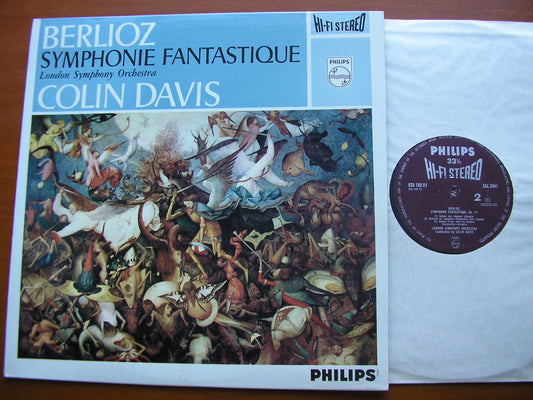 BERLIOZ
SYMPHONIE FANTASTIQUE
London Symphony Orchestra
COLIN DAVIS
HI-FI STEREO
PHILIPS
PHILIPS
PHILIPS
33⅓
HI-FI STEREO
SAL 3441
2
BERLIOZ
SYMPHONIE FANTASTIQUE, Op. 14
LONDON SYMPHONY ORCHESTRA
Conducted by COLIN DAVIS